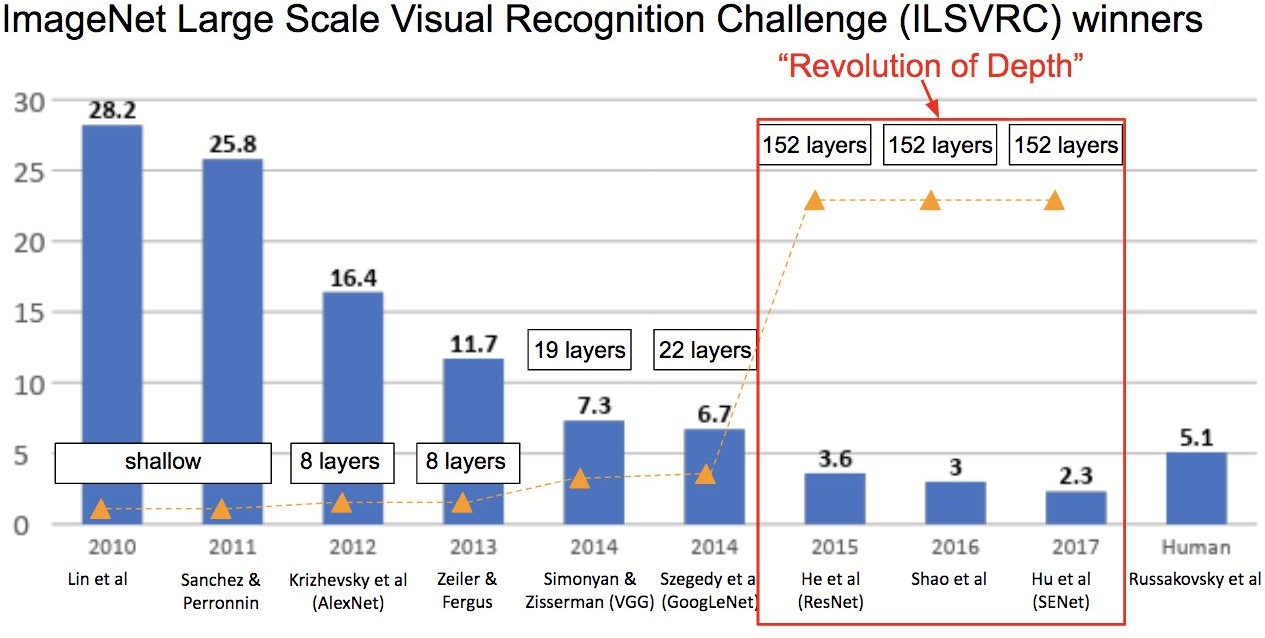 ImageNet Large Scale Visual Recognition Challenge (ILSVRC) winners
“Revolution of Depth”
30
25
20
15
10
5
0
28.2
25.8
16.4
11.7
7.3
6.7
3.6
3
2.3
5.1
shallow
8 layers
8 layers
19 layers
22 layers
152 layers
152 layers
152 layers
2010
2011
2012
2013
2014
2014
2015
2016
2017
Human
Lin et al
Sanchez &
Perronnin
Krizhevsky et al
(AlexNet)
Zeiler &
Fergus
Simonyan &
Zisserman (VGG)
Szegedy et a
(GoogLeNet)
He et al
(ResNet)
Shao et al
Hu et al
(SENet)
Russakovsky et al